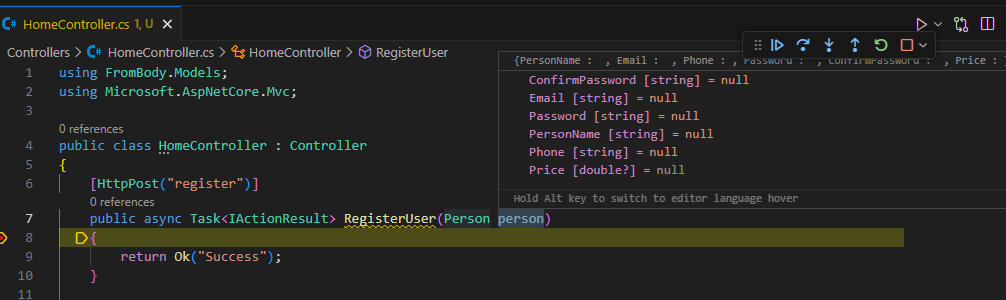 HomeController.cs 1, U
Controllers > HomeController.cs > HomeController > RegisterUser
{PersonName : , Email : , Phone : , Password : , ConfirmPassword : , Price :
ConfirmPassword [string] = null
Email [string] = null
Password [string] = null
PersonName [string] = null
Phone [string] = null
Price [double?] = null
Hold Alt key to switch to editor language hover
1 using FromBody.Models;
2 using Microsoft.AspNetCore.Mvc;
3
0 references
4 public class HomeController : Controller
5 {
6 [HttpPost("register")]
0 references
7 public async Task<IActionResult> RegisterUser(Person person)
8 {
9 return Ok("Success");
10 }
11